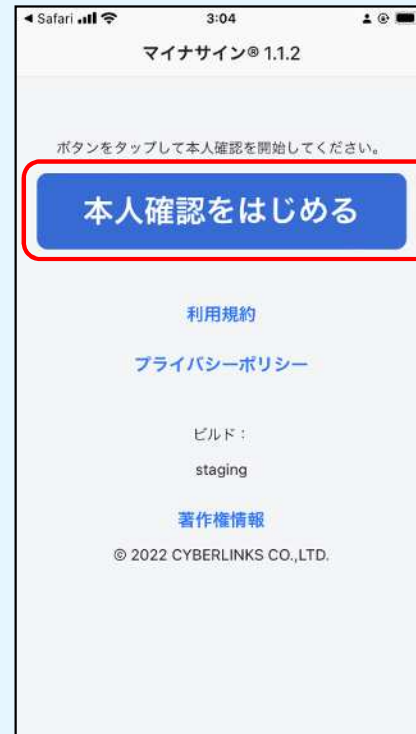 ◀ Safari 3:04
マイナサイン® 1.1.2
ボタンをタップして本人確認を開始してください。
本人確認をはじめる
利用規約
プライバシーポリシー
ビルド：
staging
著作権情報
© 2022 CYBERLINKS CO.,LTD.